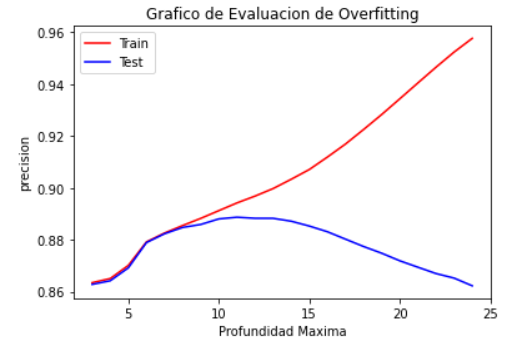 Grafico de Evaluacion de Overfitting
Train
Test
precision
0.96
0.94
0.92
0.90
0.88
0.86
5
10
15
20
25
Profundidad Maxima